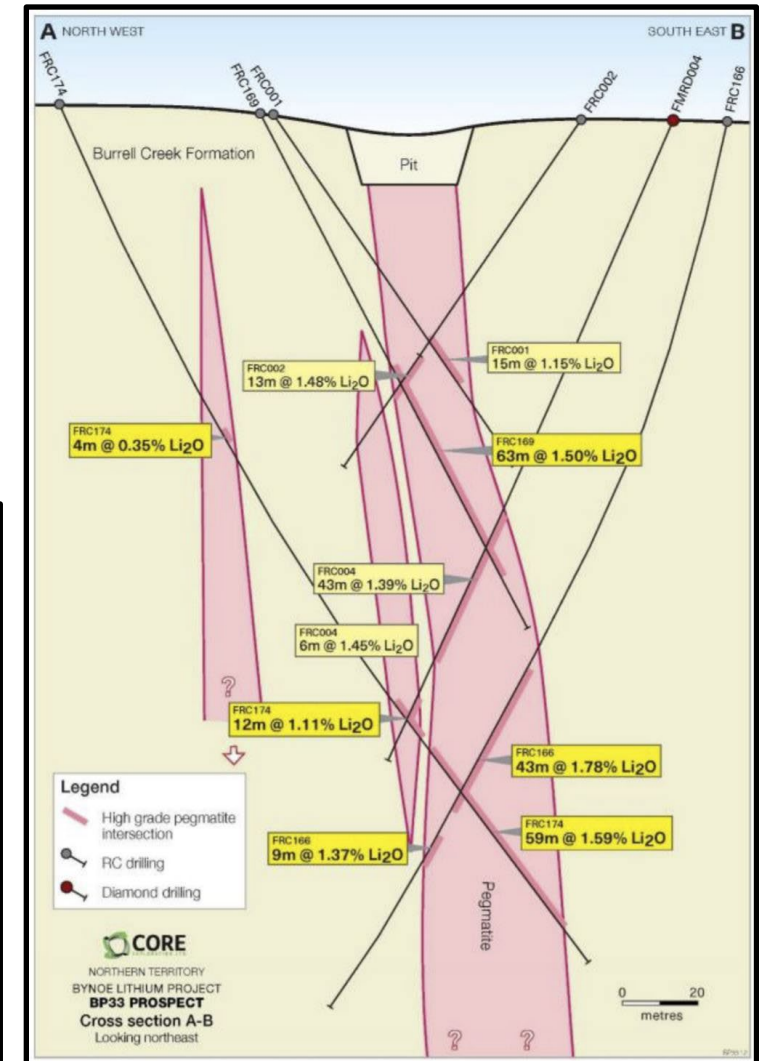 A NORTH WEST
SOUTH EAST B
FRC174
FRC169
FRC001
FRC002
FMRD004
FRC166
Burrell Creek Formation
Pit
FRC001
15m @ 1.15% Li2O
FRC002
13m @ 1.48% Li2O
FRC174
4m @ 0.35% Li2O
FRC169
63m @ 1.50% Li2O
FRC004
43m @ 1.39% Li2O
FRC004
6m @ 1.45% Li2O
?
FRC174
12m @ 1.11% Li2O
FRC166
43m @ 1.78% Li2O
FRC174
59m @ 1.59% Li2O
FRC166
9m @ 1.37% Li2O
Pegmatite
Legend
High grade pegmatite
intersection
RC drilling
Diamond drilling
CORE
NORTHERN TERRITORY
BYNOE LITHIUM PROJECT
BP33 PROSPECT
Cross section A-B
Looking northeast
0 20
metres
? ?